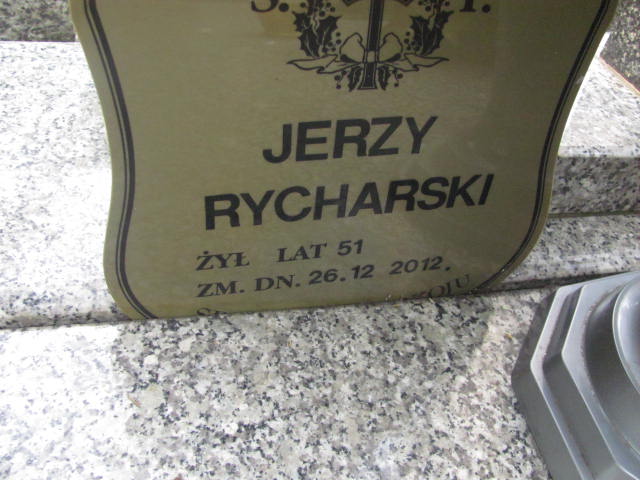 JERZY
RYCHARSKI
ŻYŁ LAT 51
ZM. DN. 26.12 2012.